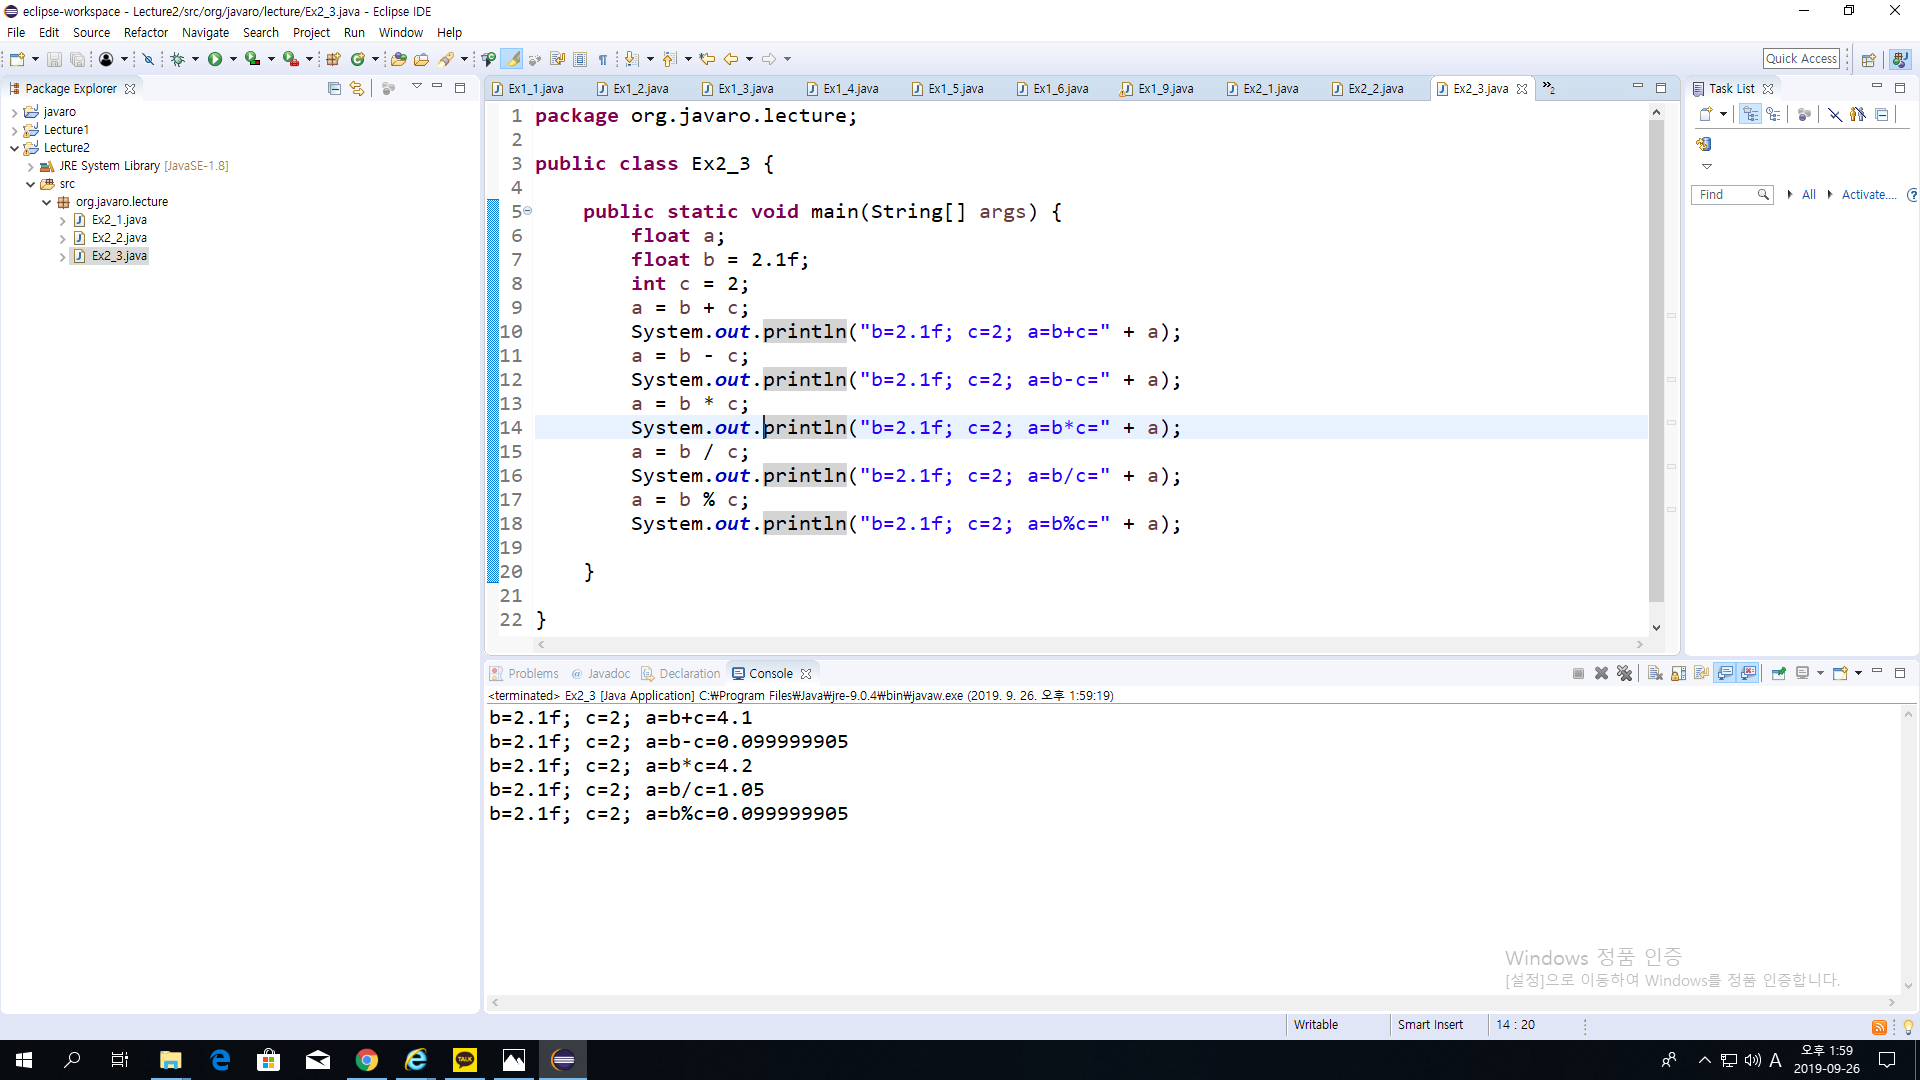 eclipse-workspace - Lecture2/src/org/javaro/lecture/Ex2_3.java - Eclipse IDE
File Edit Source Refactor Navigate Search Project Run Window Help
Quick Access
Package Explorer
javaro
Lecture1
Lecture2
JRE System Library [JavaSE-1.8]
src
org.javaro.lecture
Ex2_1.java
Ex2_2.java
Ex2_3.java
Ex1_1.java Ex1_2.java Ex1_3.java Ex1_4.java Ex1_5.java Ex1_6.java Ex1_9.java Ex2_1.java Ex2_2.java Ex2_3.java »2
1 package org.javaro.lecture;
2
3 public class Ex2_3 {
4
5 public static void main(String[] args) {
6 float a;
7 float b = 2.1f;
8 int c = 2;
9 a = b + c;
10 System.out.println("b=2.1f; c=2; a=b+c=" + a);
11 a = b - c;
12 System.out.println("b=2.1f; c=2; a=b-c=" + a);
13 a = b * c;
14 System.out.println("b=2.1f; c=2; a=b*c=" + a);
15 a = b / c;
16 System.out.println("b=2.1f; c=2; a=b/c=" + a);
17 a = b % c;
18 System.out.println("b=2.1f; c=2; a=b%c=" + a);
19
20 }
21
22 }
Task List
Find All Activate...
Problems @ Javadoc Declaration Console
<terminated> Ex2_3 [Java Application] C:₩Program Files₩Java₩jre-9.0.4₩bin₩javaw.exe (2019. 9. 26. 오후 1:59:19)
b=2.1f; c=2; a=b+c=4.1
b=2.1f; c=2; a=b-c=0.099999905
b=2.1f; c=2; a=b*c=4.2
b=2.1f; c=2; a=b/c=1.05
b=2.1f; c=2; a=b%c=0.099999905
Windows 정품 인증
[설정]으로 이동하여 Windows를 정품 인증합니다.
Writable Smart Insert 14 : 20
TALK
A
오후 1:59
2019-09-26